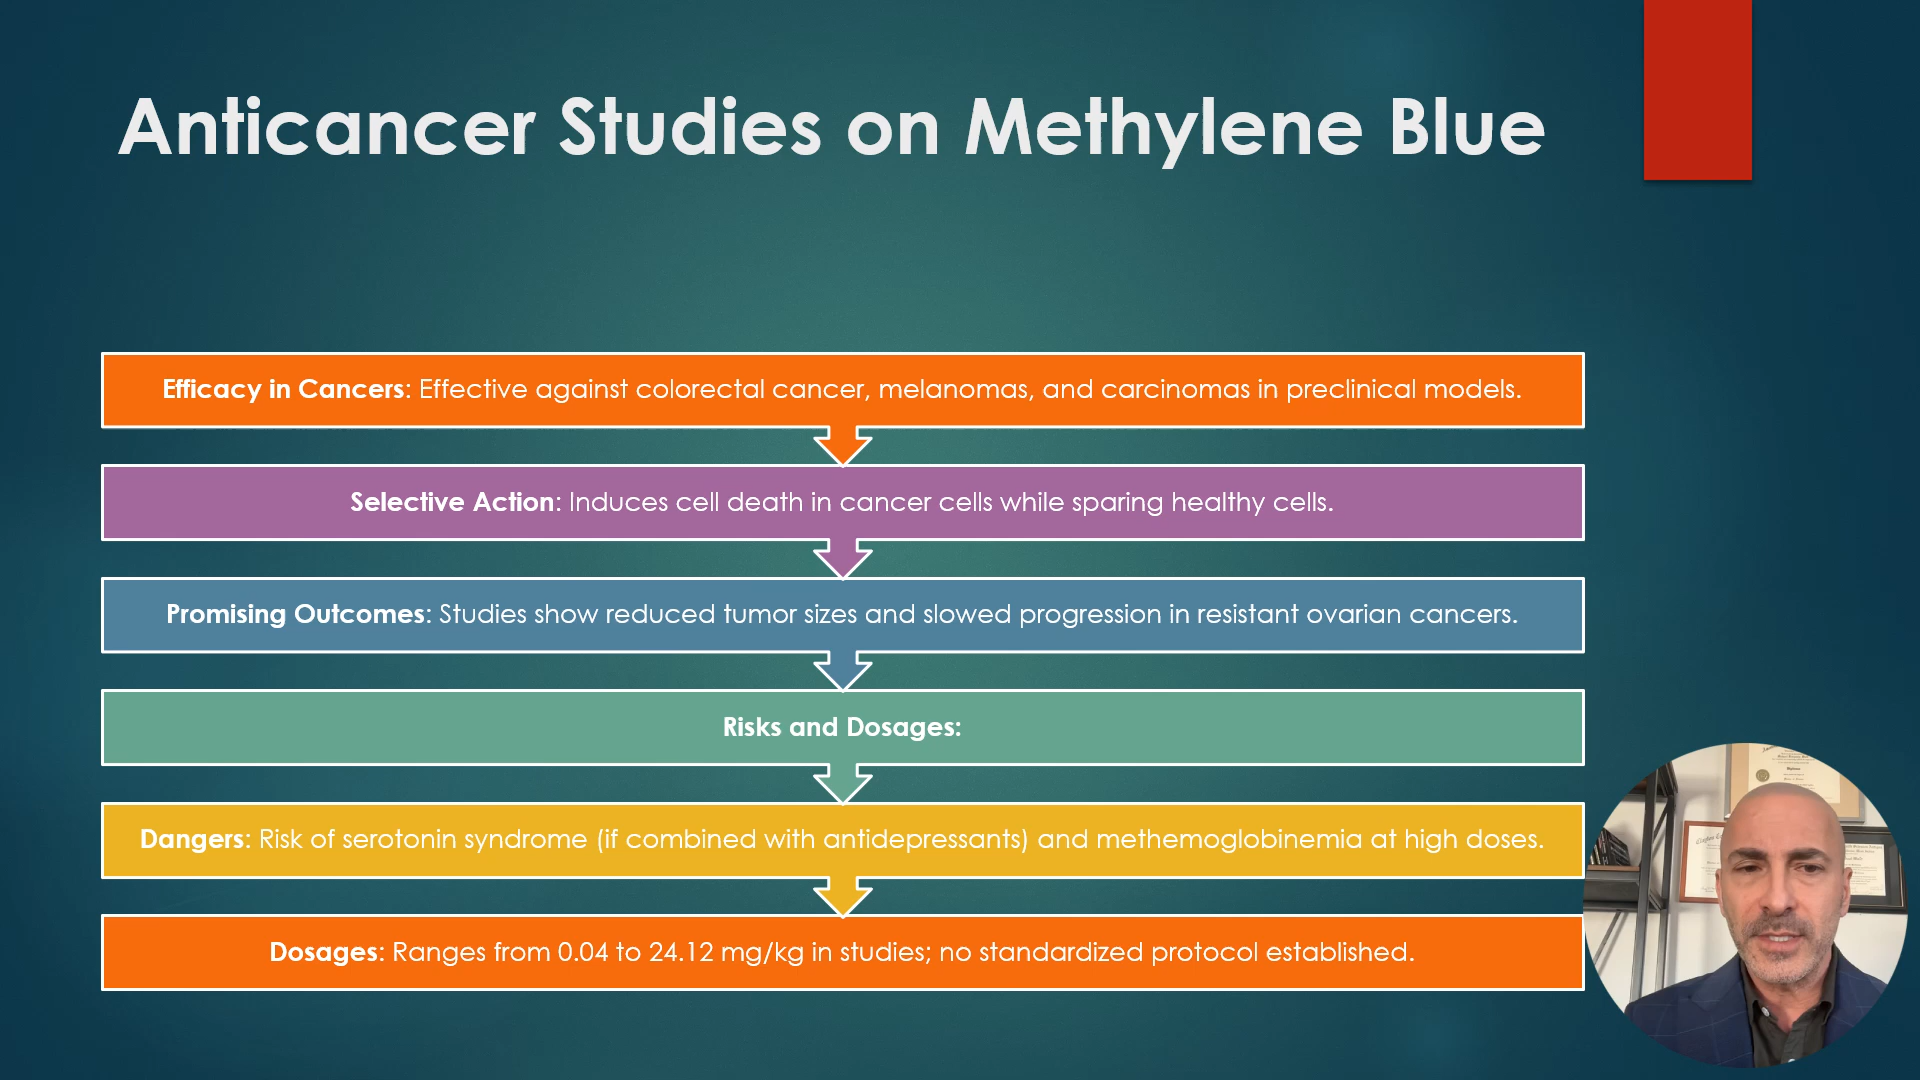 Anticancer Studies on Methylene Blue
Efficacy in Cancers: Effective against colorectal cancer, melanomas, and carcinomas in preclinical models.
Selective Action: Induces cell death in cancer cells while sparing healthy cells.
Promising Outcomes: Studies show reduced tumor sizes and slowed progression in resistant ovarian cancers.
Risks and Dosages:
Dangers: Risk of serotonin syndrome (if combined with antidepressants) and methemoglobinemia at high doses.
Dosages: Ranges from 0.04 to 24.12 mg/kg in studies; no standardized protocol established.